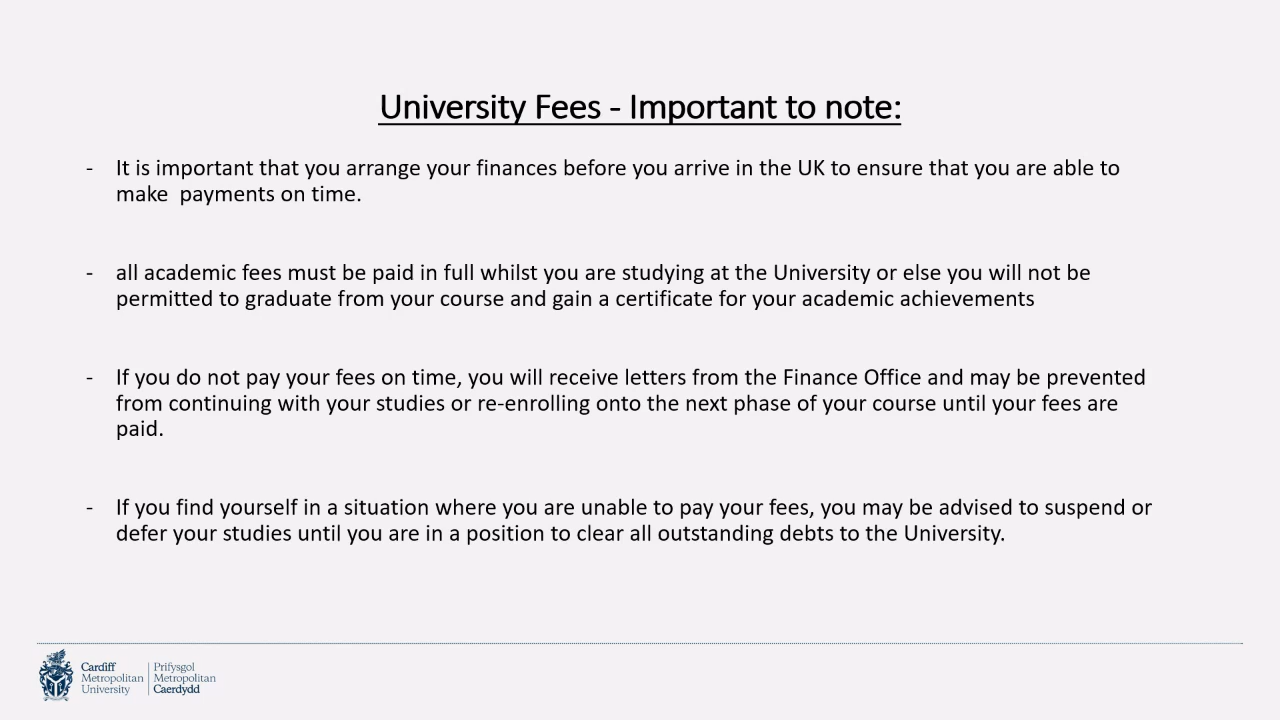 University Fees - Important to note:
- It is important that you arrange your finances before you arrive in the UK to ensure that you are able to
make  payments on time.
- all academic fees must be paid in full whilst you are studying at the University or else you will not be
permitted to graduate from your course and gain a certificate for your academic achievements
- If you do not pay your fees on time, you will receive letters from the Finance Office and may be prevented
from continuing with your studies or re-enrolling onto the next phase of your course until your fees are
paid.
- If you find yourself in a situation where you are unable to pay your fees, you may be advised to suspend or
defer your studies until you are in a position to clear all outstanding debts to the University.
Cardiff
Metropolitan
University
Prifysgol
Metropolitan
Caerdydd